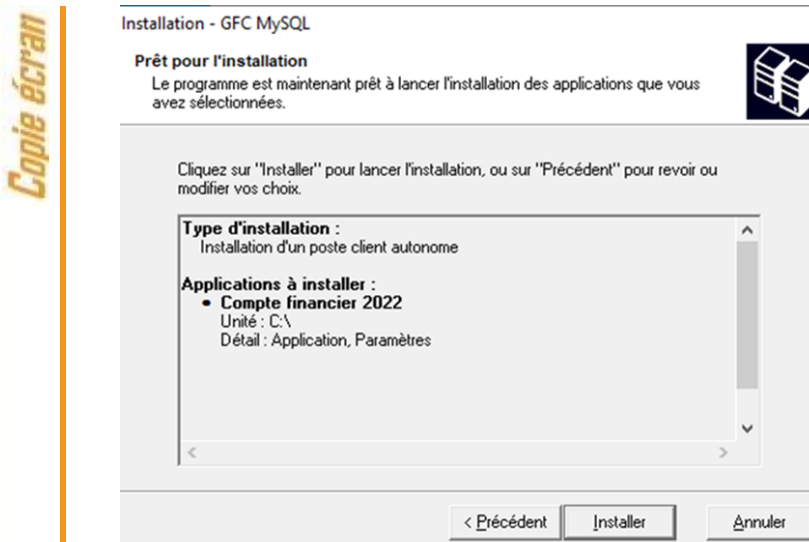 Copie écran
Installation - GFC MySQL
Prêt pour l'installation
Le programme est maintenant prêt à lancer l'installation des applications que vous
avez sélectionnées.
Cliquez sur "Installer" pour lancer l'installation, ou sur "Précédent" pour revoir ou
modifier vos choix.
Type d'installation :
Installation d'un poste client autonome
Applications à installer :
• Compte financier 2022
Unité : C:\
Détail : Application, Paramètres
< Précédent
Installer
Annuler